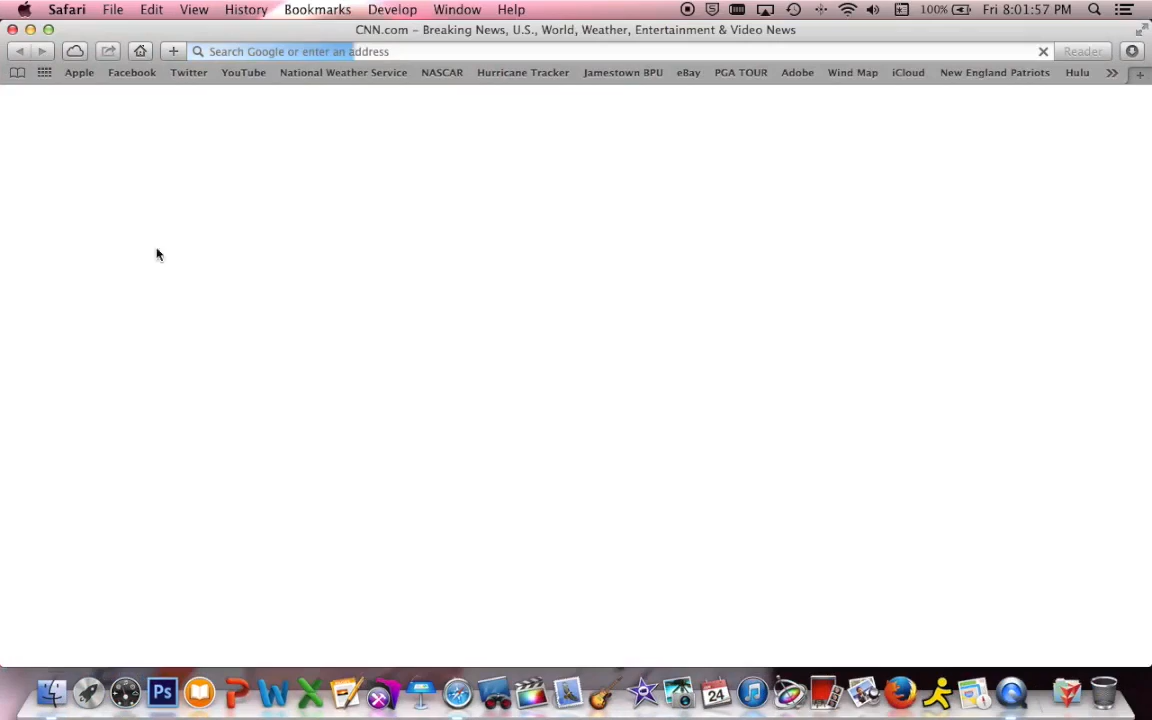 Safari File Edit View History Bookmarks Develop Window Help 100% Fri 8:01:57 PM
CNN.com – Breaking News, U.S., World, Weather, Entertainment & Video News
Search Google or enter an address Reader
Apple Facebook Twitter YouTube National Weather Service NASCAR Hurricane Tracker Jamestown BPU eBay PGA TOUR Adobe Wind Map iCloud New England Patriots Hulu
Ps P W X 24